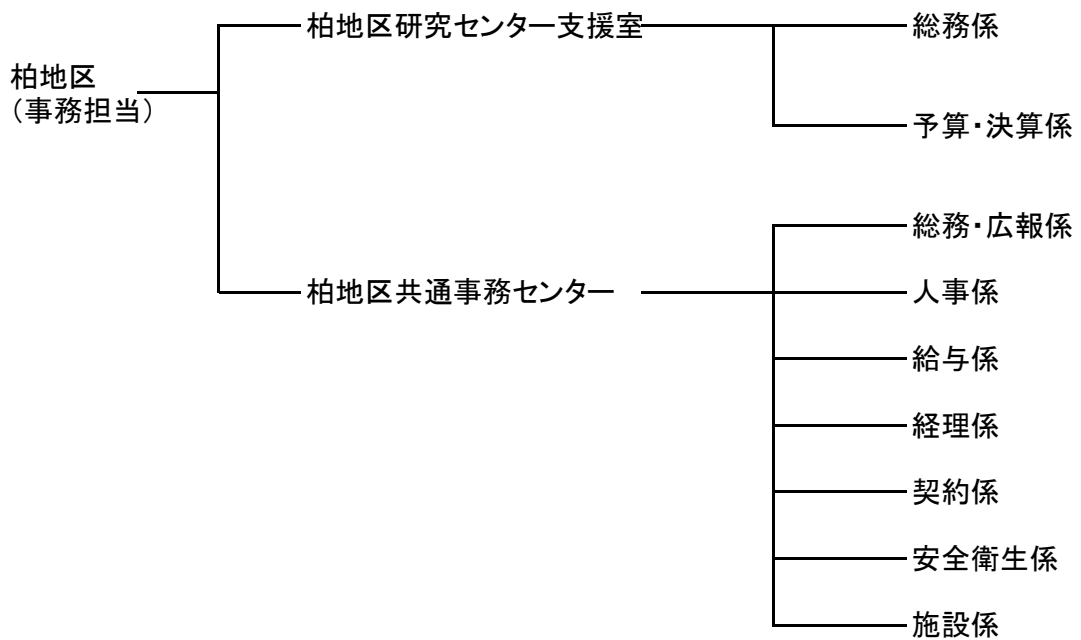 柏地区
（事務担当）
柏地区研究センター支援室
総務係
予算・決算係
柏地区共通事務センター
総務・広報係
人事係
給与係
経理係
契約係
安全衛生係
施設係